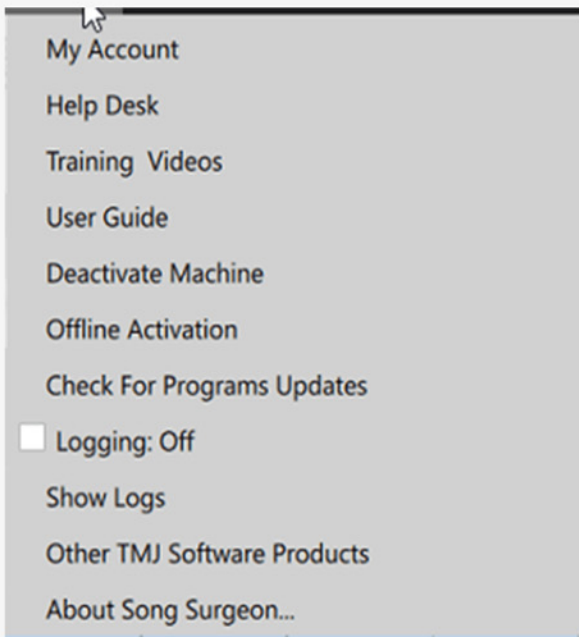 My Account
Help Desk
Training  Videos
User Guide
Deactivate Machine
Offline Activation
Check For Programs Updates
Logging: Off
Show Logs
Other TMJ Software Products
About Song Surgeon...